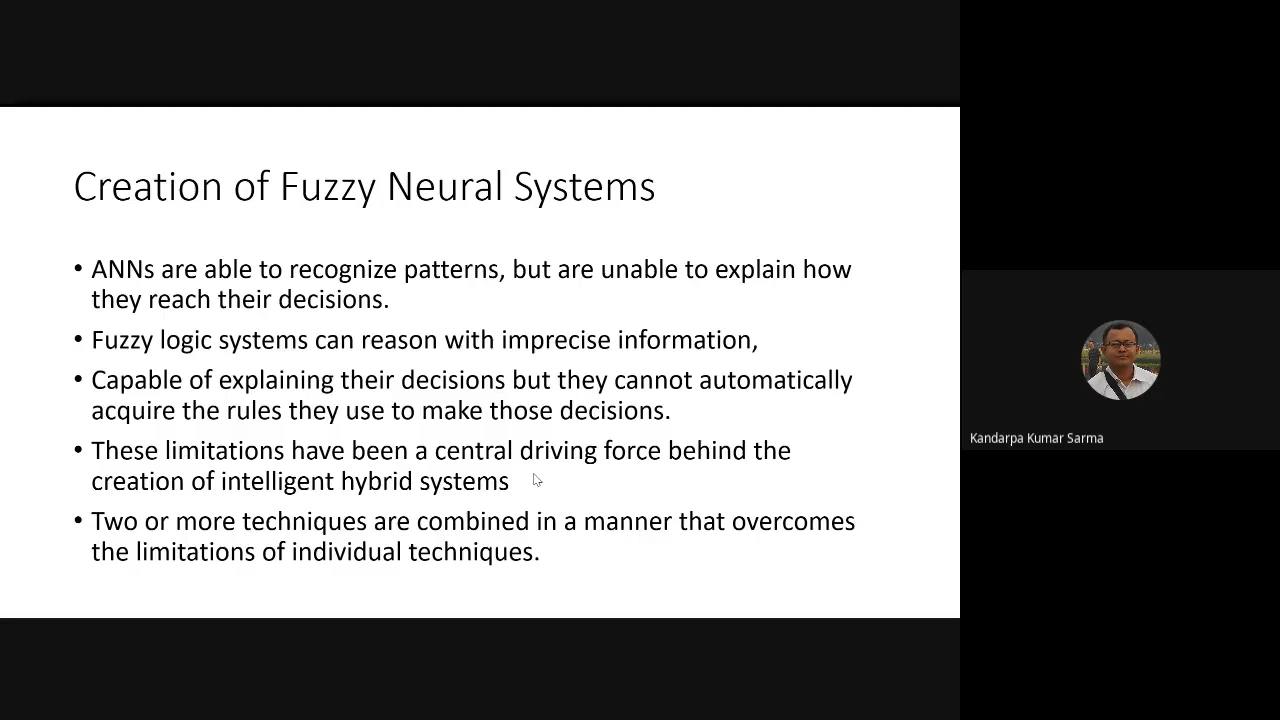 Creation of Fuzzy Neural Systems
• ANNs are able to recognize patterns, but are unable to explain how
they reach their decisions.
• Fuzzy logic systems can reason with imprecise information,
• Capable of explaining their decisions but they cannot automatically
acquire the rules they use to make those decisions.
• These limitations have been a central driving force behind the
creation of intelligent hybrid systems
• Two or more techniques are combined in a manner that overcomes
the limitations of individual techniques.
Kandarpa Kumar Sarma